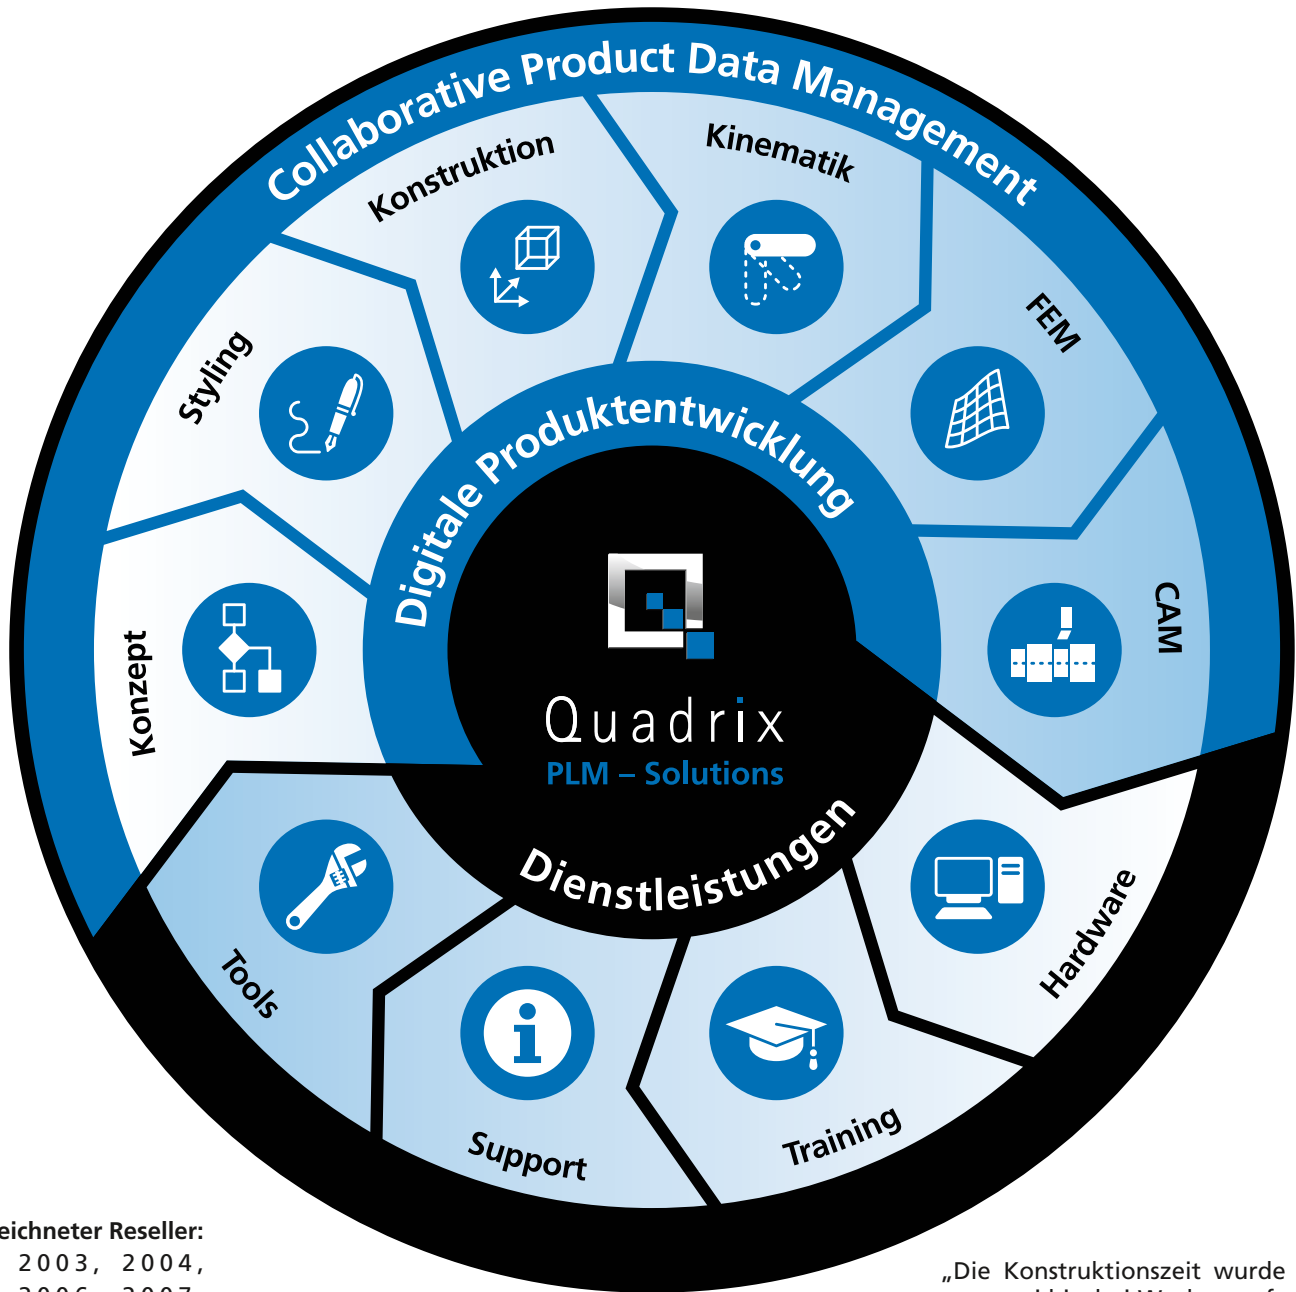 Collaborative Product Data Management
Konstruktion
Kinematik
FEM
Styling
CAM
Konzept
Digitale Produktentwicklung
Quadrix
PLM – Solutions
Dienstleistungen
Hardware
Training
Support
Tools
Reseller:
2003, 2004,
„Die Konstruktionszeit wurde